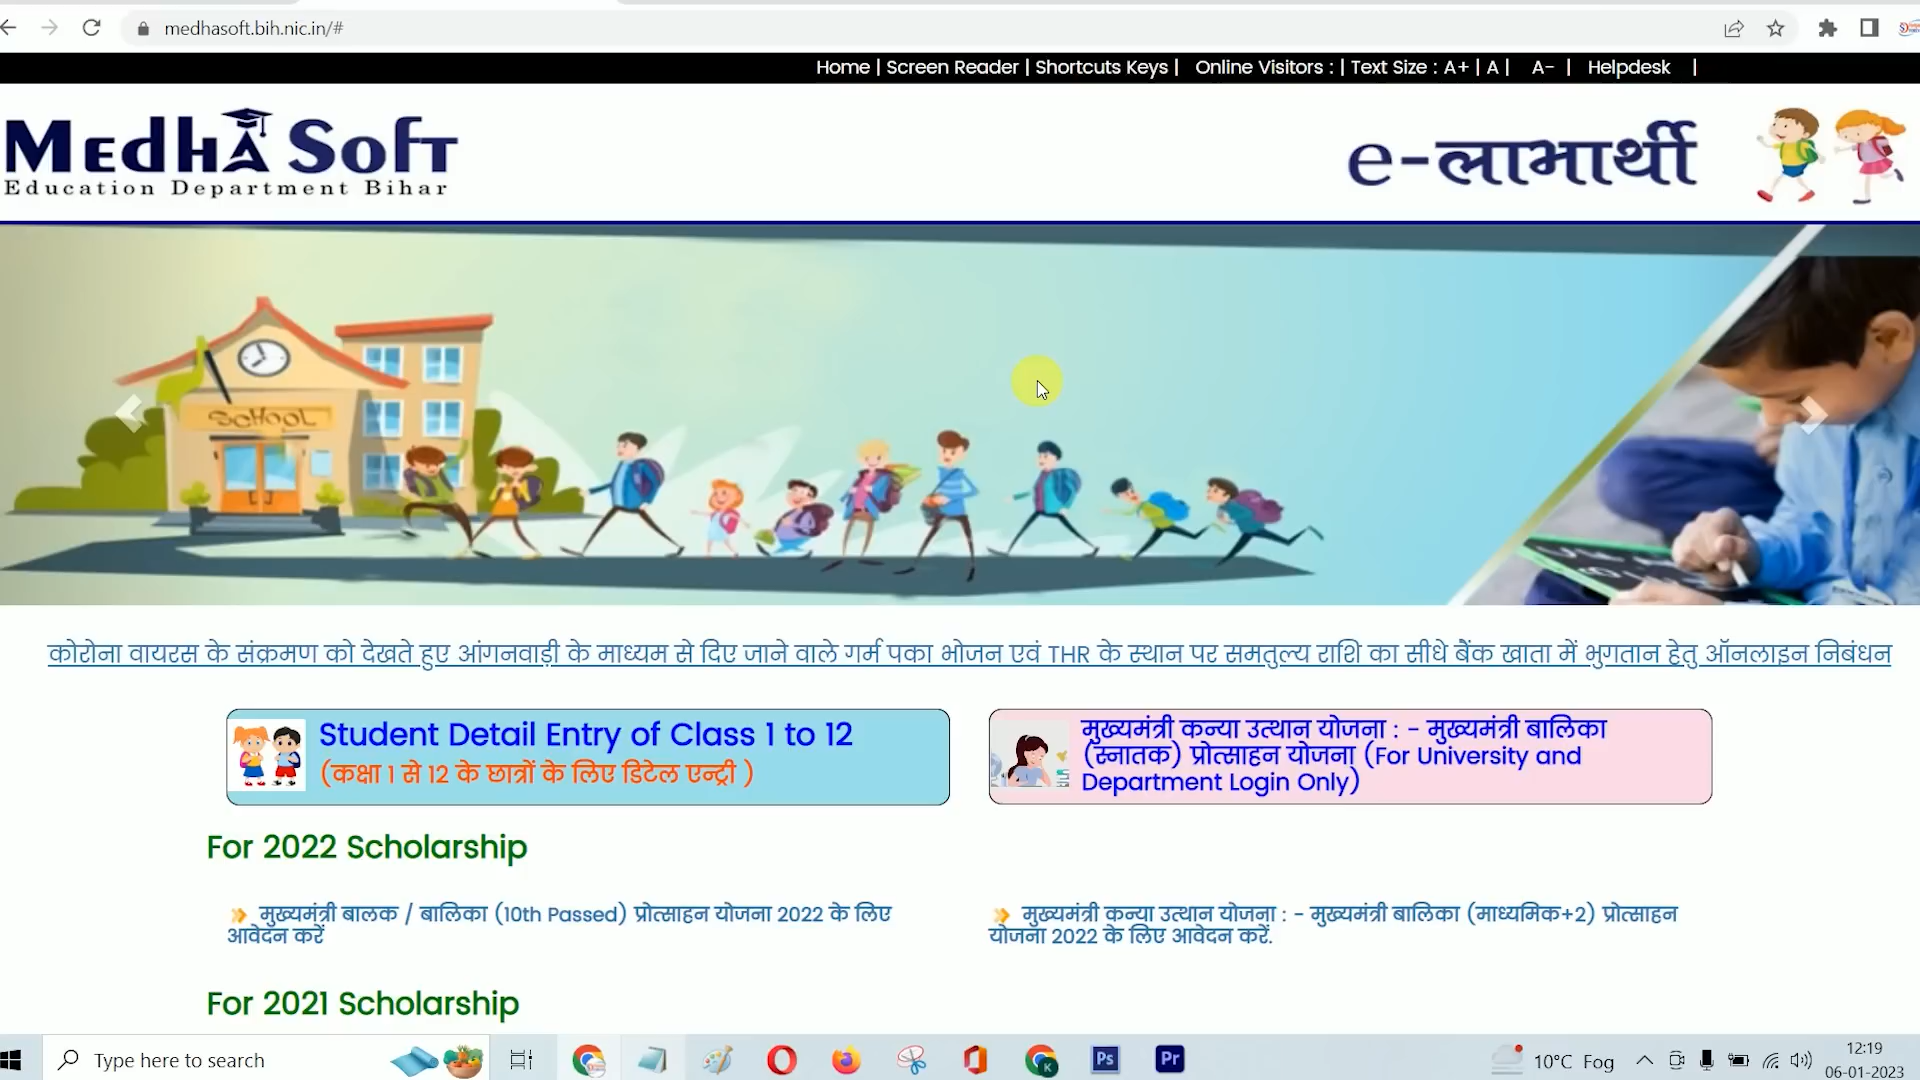 medhasoft.bih.nic.in/#
Home | Screen Reader | Shortcuts Keys | Online Visitors : | Text Size : A+ | A | A- | Helpdesk |
MEDHA SOFT
Education Department Bihar
e-लाभार्थी
SCHOOL
कोरोना वायरस के संक्रमण को देखते हुए आंगनवाड़ी के माध्यम से दिए जाने वाले गर्म पका भोजन एवं THR के स्थान पर समतुल्य राशि का सीधे बैंक खाता में भुगतान हेतु ऑनलाइन निबंधन
Student Detail Entry of Class 1 to 12
(कक्षा 1 से 12 के छात्रों के लिए डिटेल एन्ट्री )
मुख्यमंत्री कन्या उत्थान योजना : - मुख्यमंत्री बालिका
(स्नातक) प्रोत्साहन योजना (For University and
Department Login Only)
For 2022 Scholarship
मुख्यमंत्री बालक / बालिका (10th Passed) प्रोत्साहन योजना 2022 के लिए
आवेदन करें
मुख्यमंत्री कन्या उत्थान योजना : - मुख्यमंत्री बालिका (माध्यमिक+2) प्रोत्साहन
योजना 2022 के लिए आवेदन करें.
For 2021 Scholarship
Type here to search
K
Ps
Pr
10°C Fog
12:19
06-01-2023